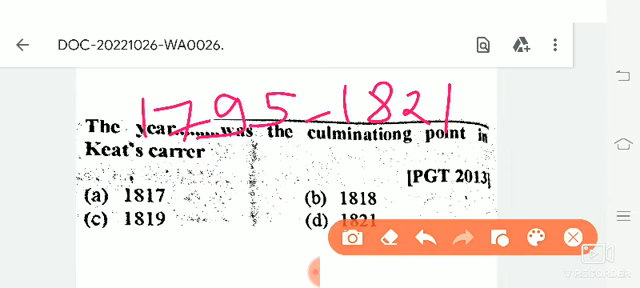 DOC-20221026-WA0026.
1795-1821
The year.........was the culminationg point in
Keat's carrer
[PGT 2013]
(a) 1817 (b) 1818
(c) 1819 (d) 1821
V RECORDER